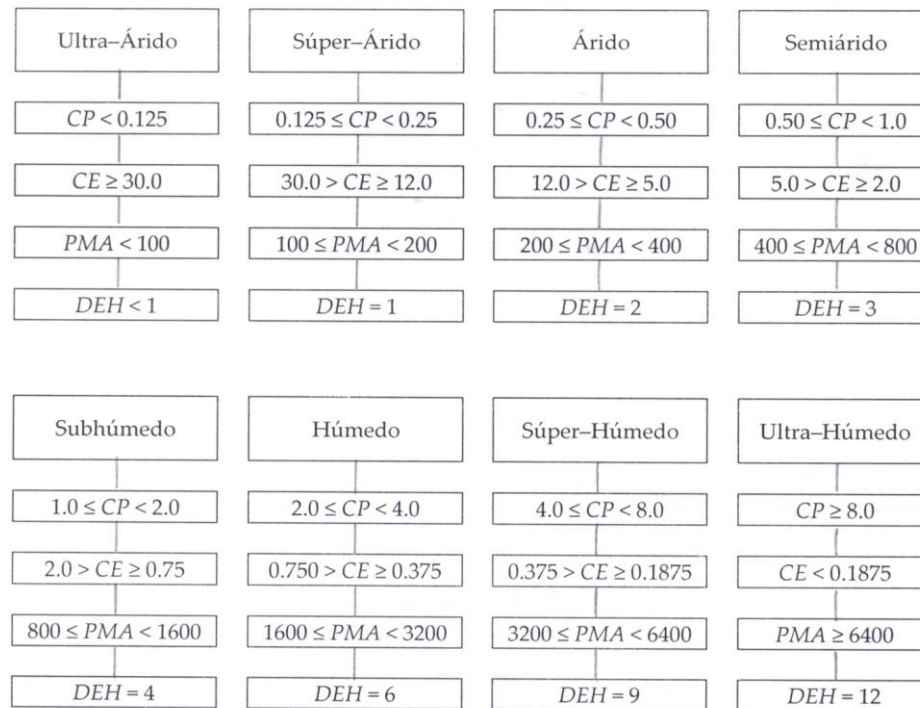 Ultra–Árido
Súper–Árido
Árido
Semiárido
CP < 0.125
0.125 ≤ CP < 0.25
0.25 ≤ CP < 0.50
0.50 ≤ CP < 1.0
CE ≥ 30.0
30.0 > CE ≥ 12.0
12.0 > CE ≥ 5.0
5.0 > CE ≥ 2.0
PMA < 100
100 ≤ PMA < 200
200 ≤ PMA < 400
400 ≤ PMA < 800
DEH < 1
DEH = 1
DEH = 2
DEH = 3
Subhúmedo
Húmedo
Súper–Húmedo
Ultra–Húmedo
1.0 ≤ CP < 2.0
2.0 ≤ CP < 4.0
4.0 ≤ CP < 8.0
CP ≥ 8.0
2.0 > CE ≥ 0.75
0.750 > CE ≥ 0.375
0.375 > CE ≥ 0.1875
CE < 0.1875
800 ≤ PMA < 1600
1600 ≤ PMA < 3200
3200 ≤ PMA < 6400
PMA ≥ 6400
DEH = 4
DEH = 6
DEH = 9
DEH = 12